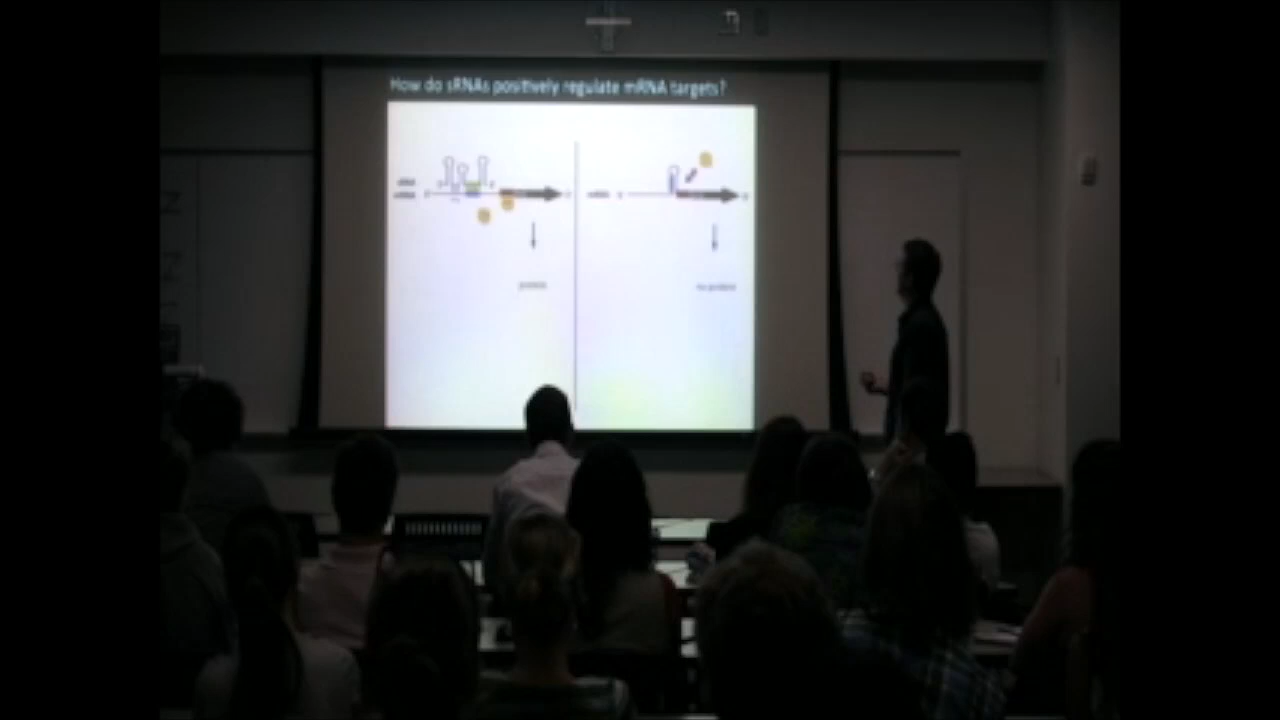 How do sRNAs positively regulate mRNA targets?
protein
no protein